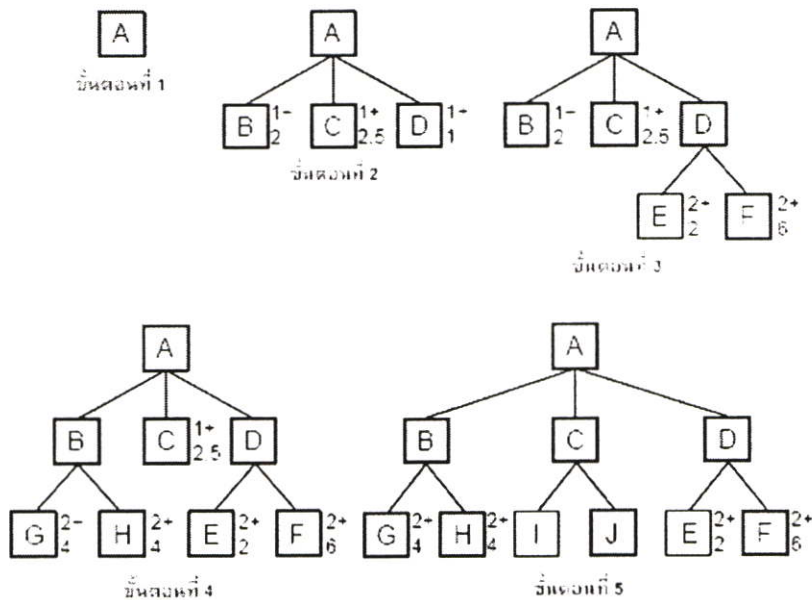 A
ขั้นตอนที่ 1
A
B 1+ 2 C 1+ 2.5 D 1+ 1
ขั้นตอนที่ 2
A
B 1+ 2 C 1+ 2.5 D
E 2+ 2 F 2+ 6
ขั้นตอนที่ 3
A
B C 1+ 2.5 D
G 2+ 4 H 2+ 4 E 2+ 2 F 2+ 6
ขั้นตอนที่ 4
A
B C D
G 2+ 4 H 2+ 4 I J E 2+ 2 F 2+ 6
ขั้นตอนที่ 5